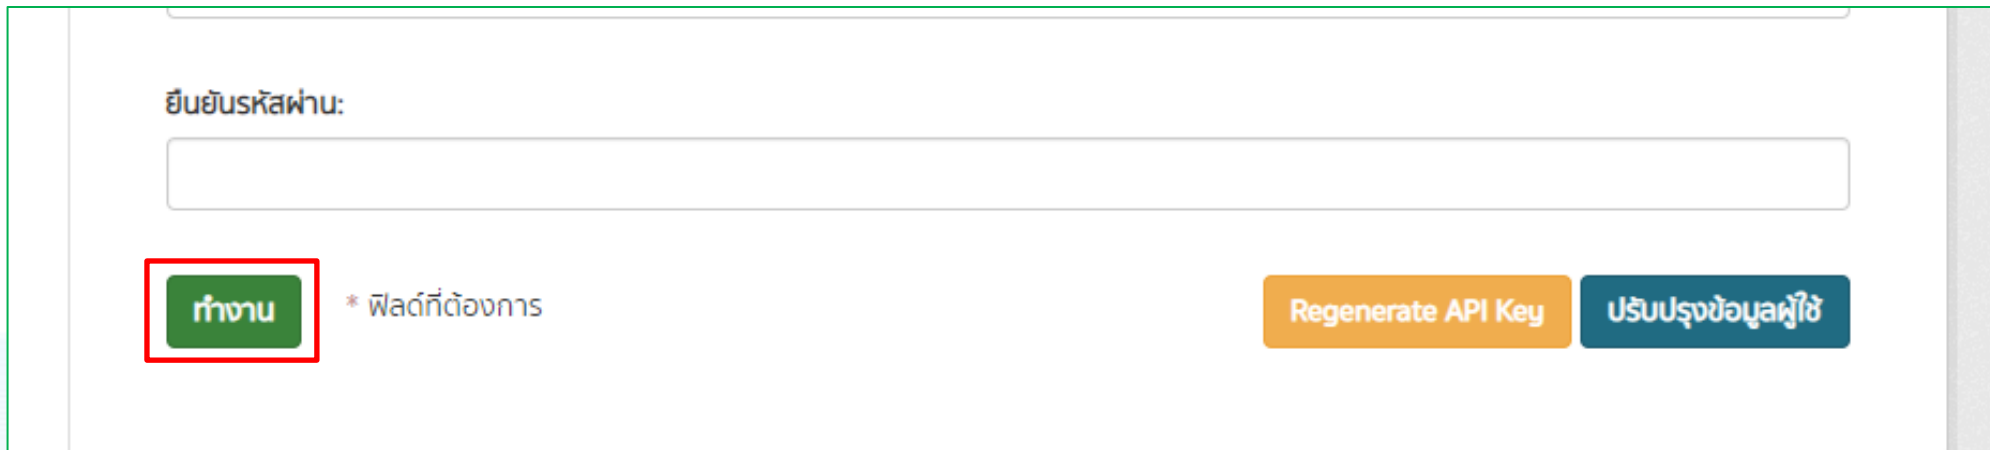 ยืนยันรหัสผ่าน:
ทำงาน * ฟิลด์ที่ต้องการ Regenerate API Key ปรับปรุงข้อมูลผู้ใช้